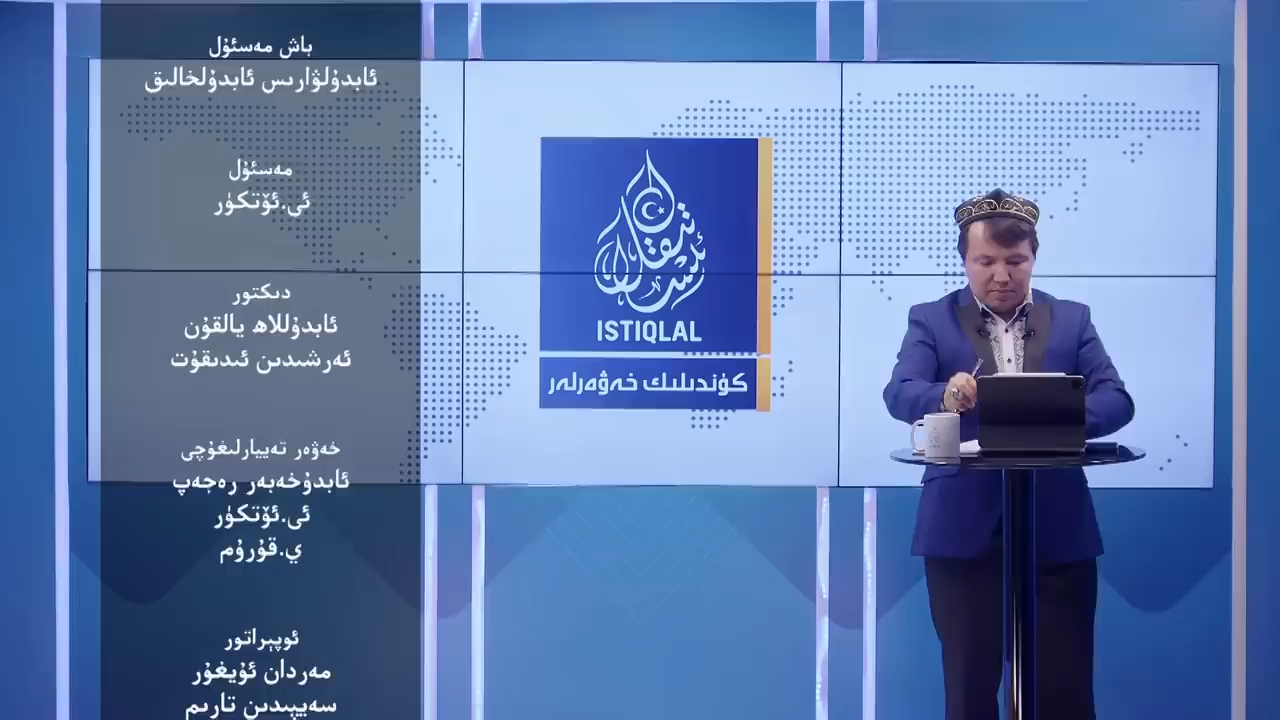 باش مەسئۇل
ئابدۇلۋارىس ئابدۇلخالىق
مەسئۇل
ئى.ئۆتكۈر
دىكتور
ئابدۇللاھ يالقۇن
ئەرشىدىن ئىدىقۇت
خەۋەر تەييارلىغۇچى
ئابدۇخەبەر رەجەپ
ئى.ئۆتكۈر
ي.قۇرۇم
ئوپېراتور
مەردان ئۇيغۇر
سەيپىدىن تارىم
ئىستىقلال
ISTIQLAL
كۈندىلىك خەۋەرلەر